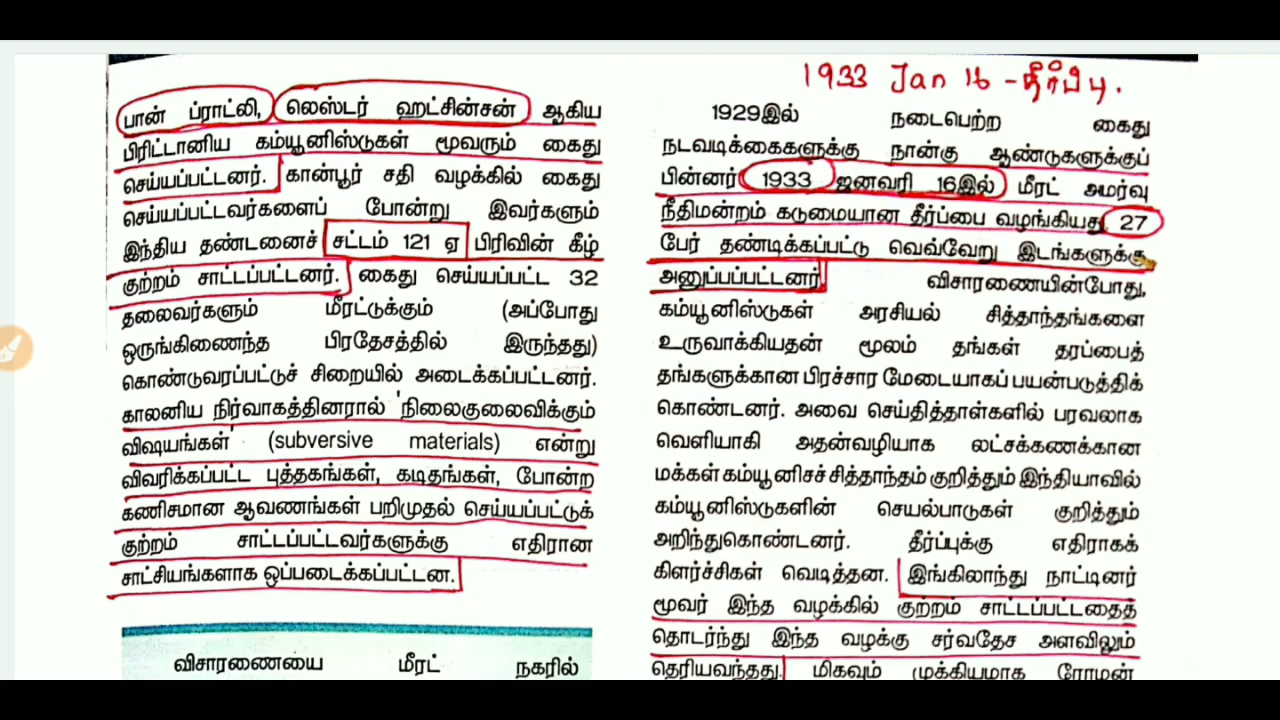 பான் ப்ராட்லி, லெஸ்டர் ஹட்சின்சன் ஆகிய
பிரிட்டானிய கம்யூனிஸ்டுகள் மூவரும் கைது
செய்யப்பட்டனர். கான்பூர் சதி வழக்கில் கைது
செய்யப்பட்டவர்களைப் போன்று இவர்களும்
இந்திய தண்டனைச் சட்டம் 121 ஏ பிரிவின் கீழ்
குற்றம் சாட்டப்பட்டனர். கைது செய்யப்பட்ட 32
தலைவர்களும் மீரட்டுக்கும் (அப்போது
ஒருங்கிணைந்த பிரதேசத்தில் இருந்தது)
கொண்டுவரப்பட்டுச் சிறையில் அடைக்கப்பட்டனர்.
காலனிய நிர்வாகத்தினரால் 'நிலைகுலைவிக்கும்
விஷயங்கள்' (subversive materials) என்று
விவரிக்கப்பட்ட புத்தகங்கள், கடிதங்கள், போன்ற
கணிசமான ஆவணங்கள் பறிமுதல் செய்யப்பட்டுக்
குற்றம் சாட்டப்பட்டவர்களுக்கு எதிரான
சாட்சியங்களாக ஒப்படைக்கப்பட்டன.
விசாரணையை மீரட் நகரில்
1933 Jan 16 - தீர்ப்பு.
1929இல் நடைபெற்ற கைது
நடவடிக்கைகளுக்கு நான்கு ஆண்டுகளுக்குப்
பின்னர் 1933 ஜனவரி 16இல் மீரட் அமர்வு
நீதிமன்றம் கடுமையான தீர்ப்பை வழங்கியது. 27
பேர் தண்டிக்கப்பட்டு வெவ்வேறு இடங்களுக்கு
அனுப்பப்பட்டனர். விசாரணையின்போது,
கம்யூனிஸ்டுகள் அரசியல் சித்தாந்தங்களை
உருவாக்கியதன் மூலம் தங்கள் தரப்பைத்
தங்களுக்கான பிரச்சார மேடையாகப் பயன்படுத்திக்
கொண்டனர். அவை செய்தித்தாள்களில் பரவலாக
வெளியாகி அதன்வழியாக லட்சக்கணக்கான
மக்கள் கம்யூனிசச் சித்தாந்தம் குறித்தும் இந்தியாவில்
கம்யூனிஸ்டுகளின் செயல்பாடுகள் குறித்தும்
அறிந்துகொண்டனர். தீர்ப்புக்கு எதிராகக்
கிளர்ச்சிகள் வெடித்தன. இங்கிலாந்து நாட்டினர்
மூவர் இந்த வழக்கில் குற்றம் சாட்டப்பட்டதைத்
தொடர்ந்து இந்த வழக்கு சர்வதேச அளவிலும்
தெரியவந்தது. மிகவும் முக்கியமாக ரோமன்